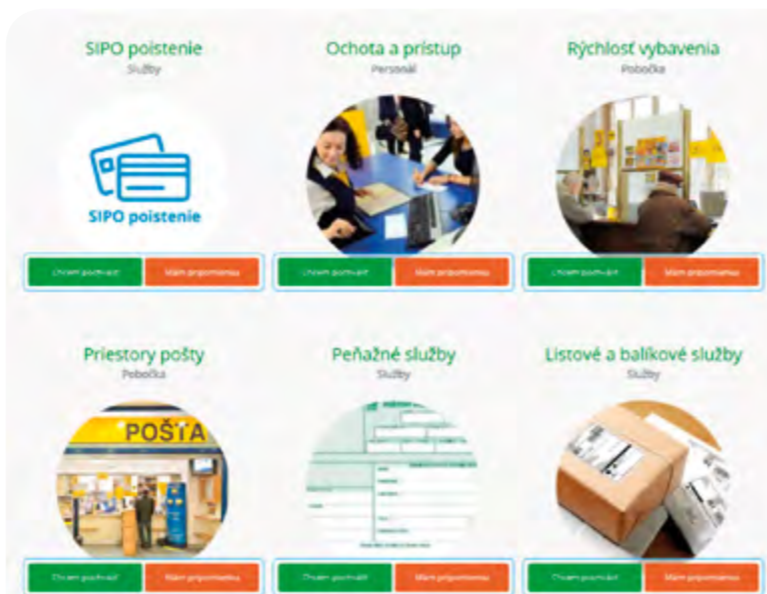 SIPO poistenie
Služby
SIPO poistenie
Chcem pochváliť
Mám pripomienku
Ochota a prístup
Personál
Chcem pochváliť
Mám pripomienku
Rýchlosť vybavenia
Pobočka
Chcem pochváliť
Mám pripomienku
Priestory pošty
Pobočka
POŠTA
Chcem pochváliť
Mám pripomienku
Peňažné služby
Služby
Chcem pochváliť
Mám pripomienku
Listové a balíkové služby
Služby
Chcem pochváliť
Mám pripomienku